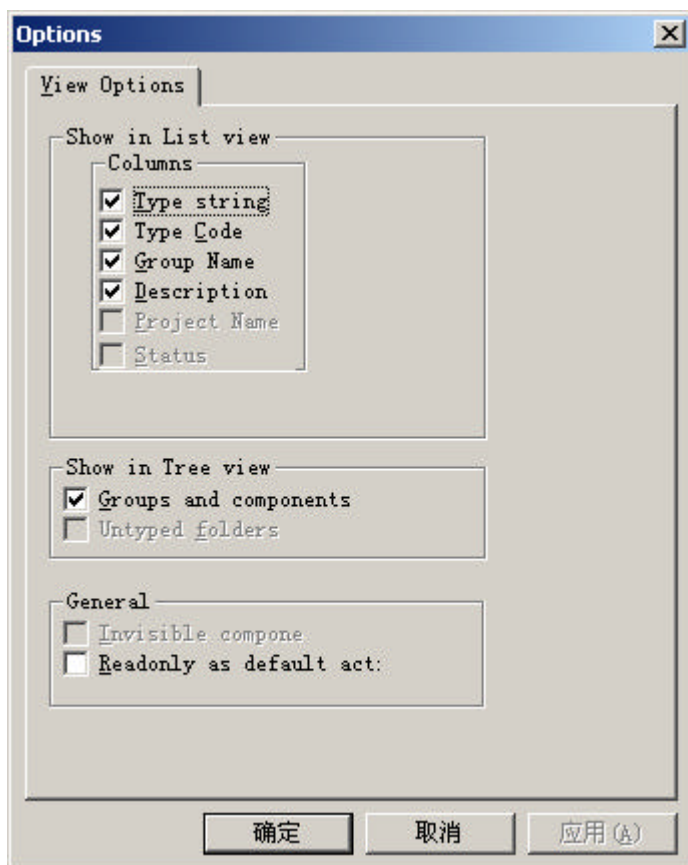 Options
View Options
Show in List view
Columns
Type string
Type Code
Group Name
Description
Project Name
Status
Show in Tree view
Groups and components
Untyped folders
General
Invisible compone
Readonly as default act:
确定 取消 应用(A)